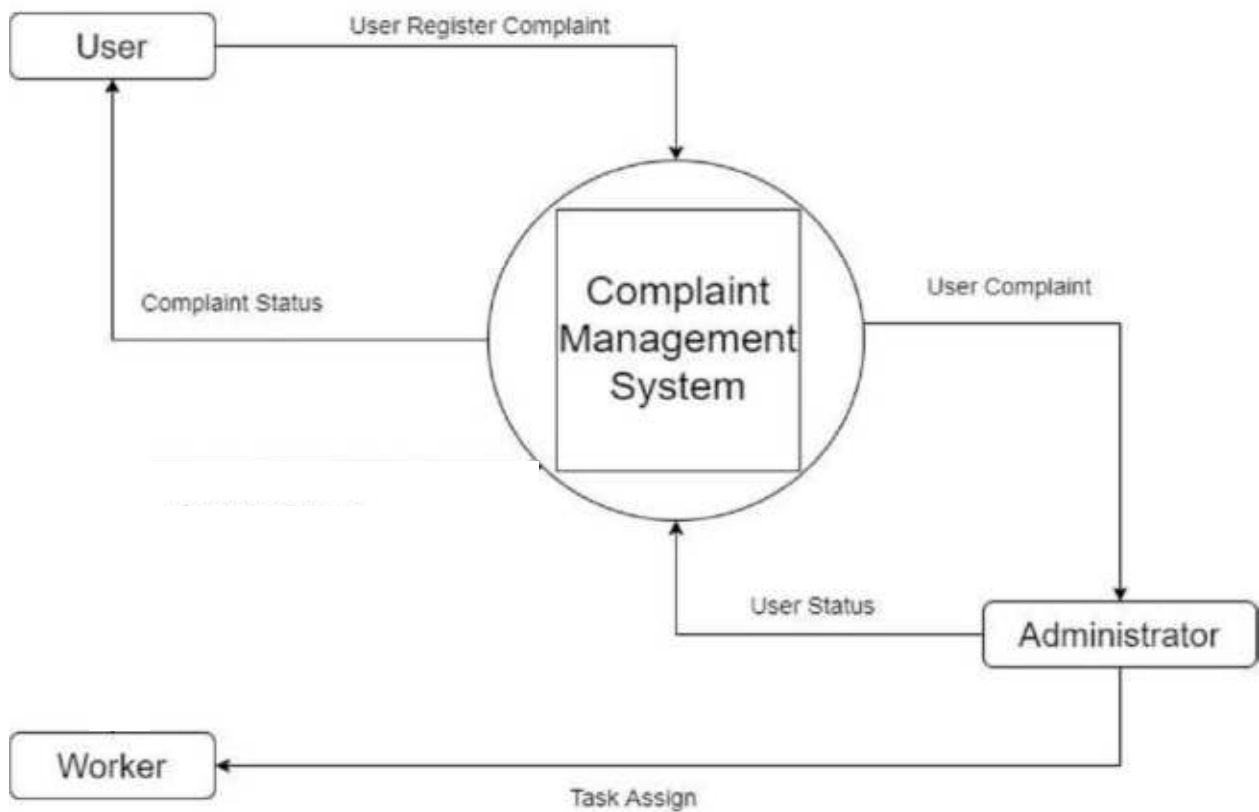 User
User Register Complaint
Complaint Status
Complaint
Management
System
User Complaint
User Status
Administrator
Worker
Task Assign